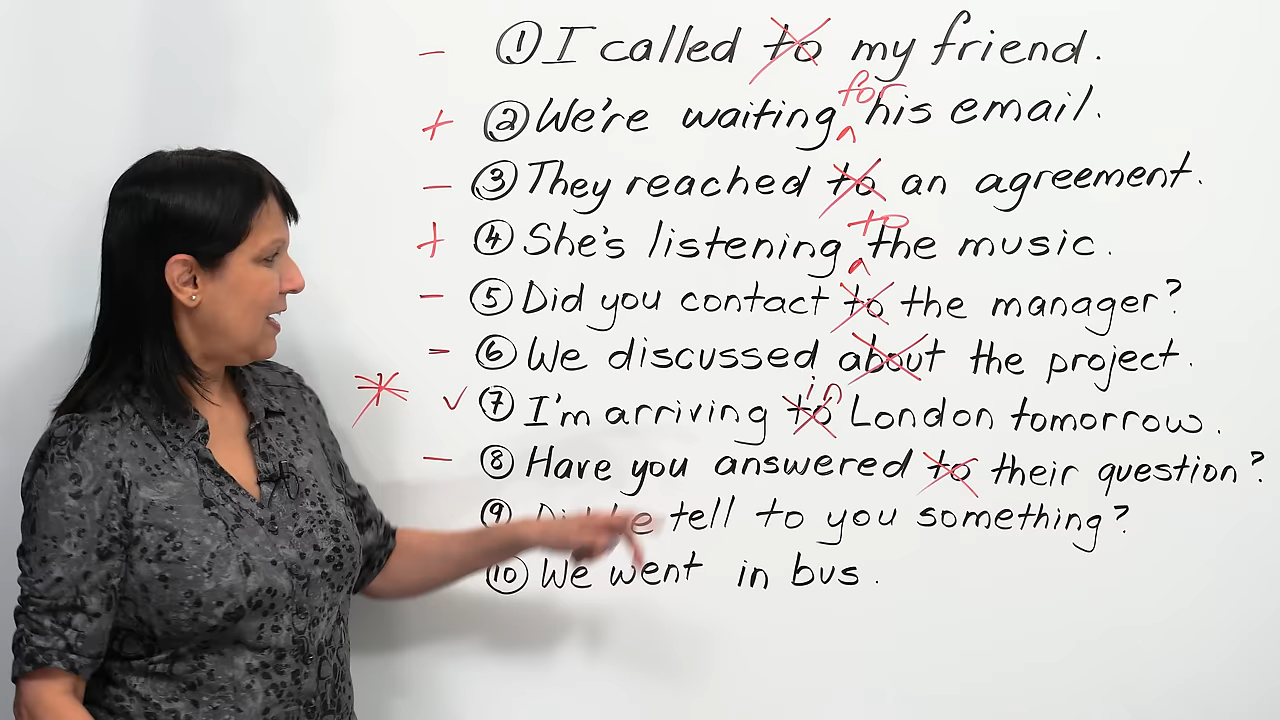 - ① I called to my friend.
+ ② We're waiting for his email.
- ③ They reached to an agreement.
+ ④ She's listening to the music.
- ⑤ Did you contact to the manager?
- ⑥ We discussed about the project.
* ✓ ⑦ I'm arriving to in London tomorrow.
- ⑧ Have you answered to their question?
⑨ tell to you something?
⑩ We went in bus.